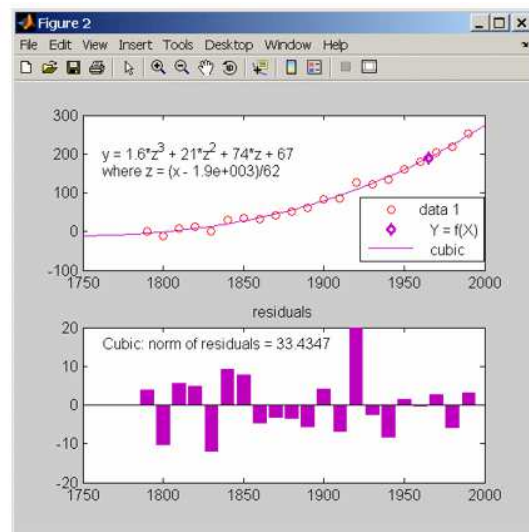 Figure 2
File Edit View Insert Tools Desktop Window Help
300
200
100
0
-100
y = 1.6*z^3 + 21*z^2 + 74*z + 67
where z = (x - 1.9e+003)/62
data 1
Y = f(X)
cubic
1750 1800 1850 1900 1950 2000
residuals
20
10
0
-10
-20
Cubic: norm of residuals = 33.4347
1750 1800 1850 1900 1950 2000